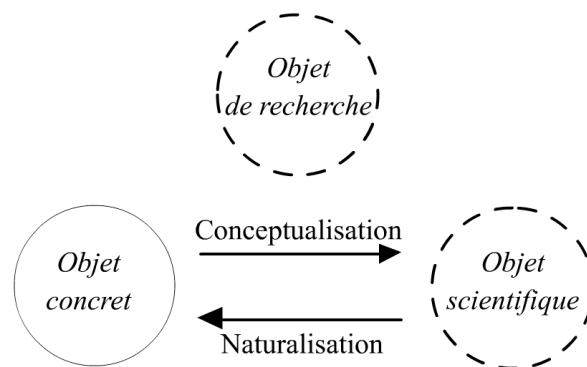 Objet
de recherche
Conceptualisation
Objet
concret
Objet
scientifique
Naturalisation